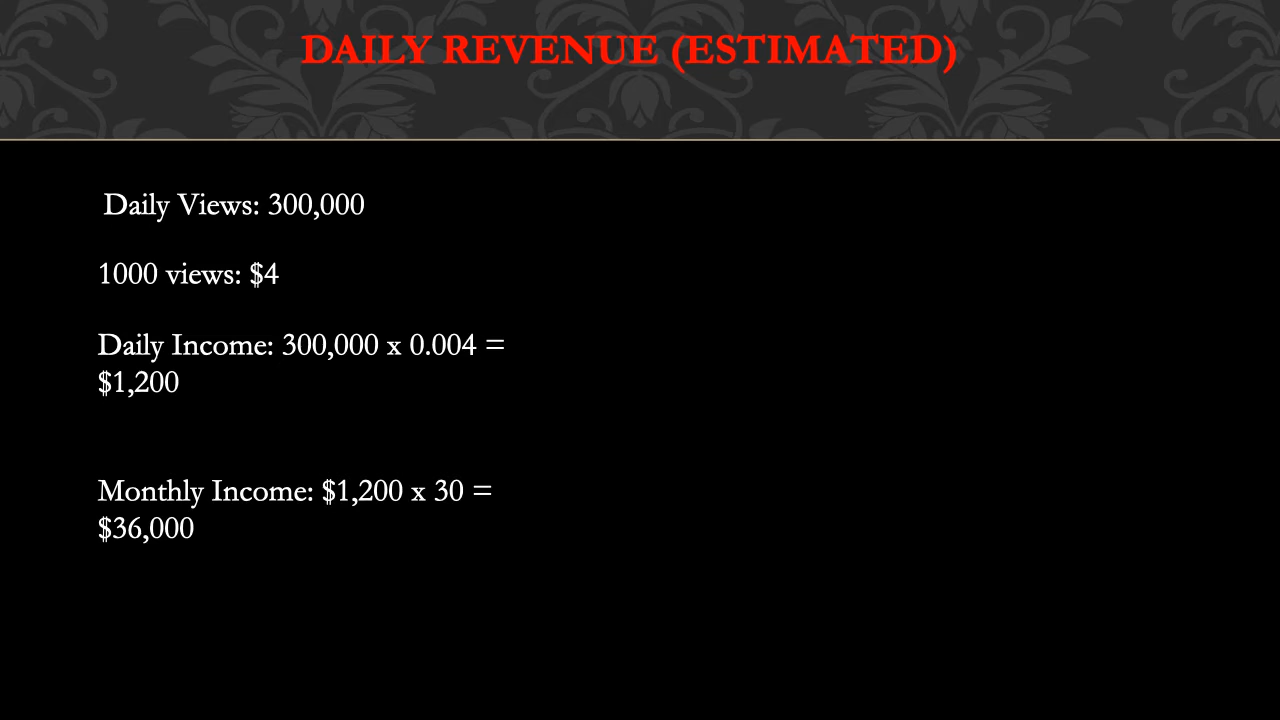 DAILY REVENUE (ESTIMATED)
Daily Views: 300,000
1000 views: $4
Daily Income: 300,000 x 0.004 =
$1,200
Monthly Income: $1,200 x 30 =
$36,000